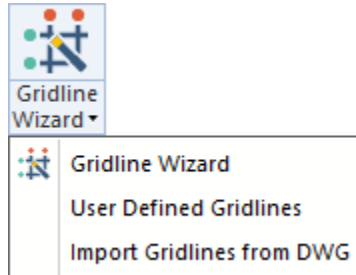 Gridline
Wizard
Gridline Wizard
User Defined Gridlines
Import Gridlines from DWG